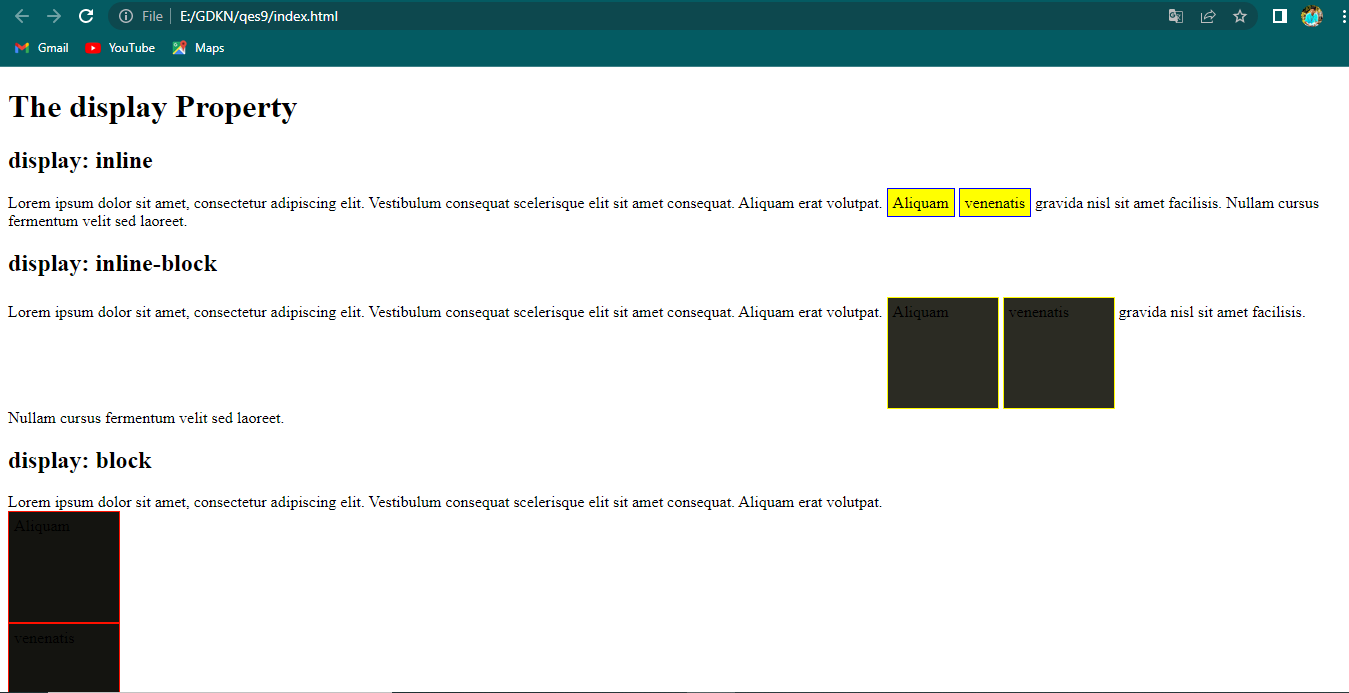 File | E:/GDKN/qes9/index.html
Gmail YouTube Maps
The display Property
display: inline
Lorem ipsum dolor sit amet, consectetur adipiscing elit. Vestibulum consequat scelerisque elit sit amet consequat. Aliquam erat volutpat. Aliquam venenatis gravida nisl sit amet facilisis. Nullam cursus
fermentum velit sed laoreet.
display: inline-block
Lorem ipsum dolor sit amet, consectetur adipiscing elit. Vestibulum consequat scelerisque elit sit amet consequat. Aliquam erat volutpat. Aliquam venenatis gravida nisl sit amet facilisis.
Nullam cursus fermentum velit sed laoreet.
display: block
Lorem ipsum dolor sit amet, consectetur adipiscing elit. Vestibulum consequat scelerisque elit sit amet consequat. Aliquam erat volutpat.
Aliquam
venenatis